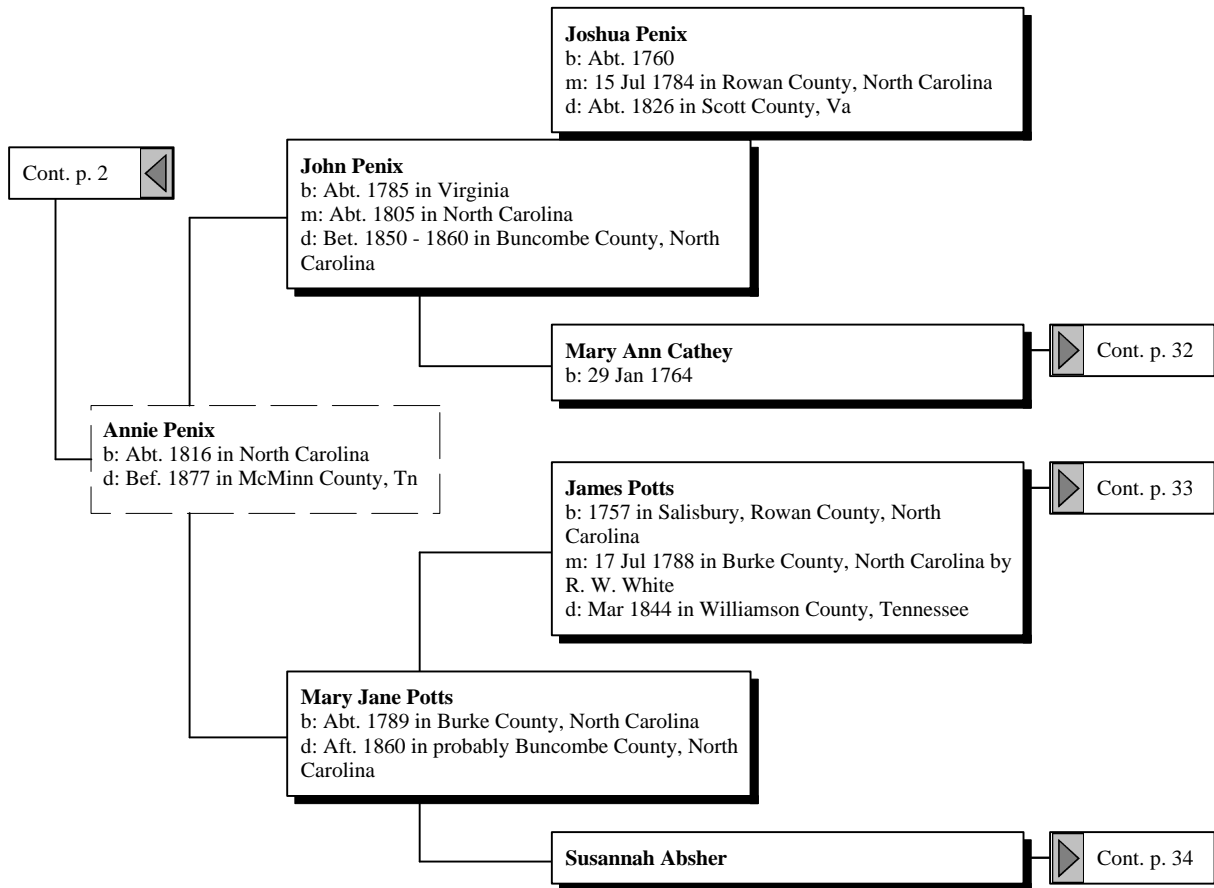 Joshua Penix
b: Abt. 1760
m: 15 Jul 1784 in Rowan County, North Carolina
d: Abt. 1826 in Scott County, Va
Cont. p. 2
John Penix
b: Abt. 1785 in Virginia
m: Abt. 1805 in North Carolina
d: Bet. 1850 - 1860 in Buncombe County, North
Carolina
Mary Ann Cathey
b: 29 Jan 1764
Cont. p. 32
Annie Penix
b: Abt. 1816 in North Carolina
d: Bef. 1877 in McMinn County, Tn
James Potts
b: 1757 in Salisbury, Rowan County, North
Carolina
m: 17 Jul 1788 in Burke County, North Carolina by
R. W. White
d: Mar 1844 in Williamson County, Tennessee
Cont. p. 33
Mary Jane Potts
b: Abt. 1789 in Burke County, North Carolina
d: Aft. 1860 in probably Buncombe County, North
Carolina
Susannah Absher
Cont. p. 34